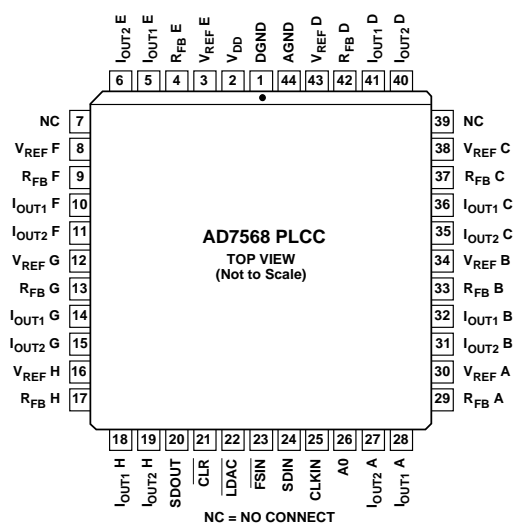 IOUT2 E
IOUT1 E
RFB E
VREF E
VDD
DGND
AGND
VREF D
RFB D
IOUT1 D
IOUT2 D
6 5 4 3 2 1 44 43 42 41 40
NC 7
VREF F 8
RFB F 9
IOUT1 F 10
IOUT2 F 11
VREF G 12
RFB G 13
IOUT1 G 14
IOUT2 G 15
VREF H 16
RFB H 17
AD7568 PLCC
TOP VIEW
(Not to Scale)
39 NC
38 VREF C
37 RFB C
36 IOUT1 C
35 IOUT2 C
34 VREF B
33 RFB B
32 IOUT1 B
31 IOUT2 B
30 VREF A
29 RFB A
18 19 20 21 22 23 24 25 26 27 28
IOUT1 H
IOUT2 H
SDOUT
CLR
LDAC
FSIN
SDIN
CLKIN
A0
IOUT2 A
IOUT1 A
NC = NO CONNECT